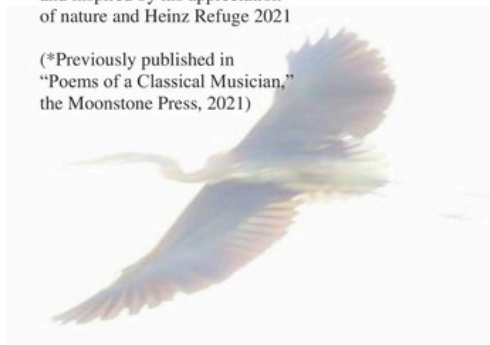 of nature and Heinz Refuge 2021
(*Previously published in
“Poems of a Classical Musician,”
the Moonstone Press, 2021)